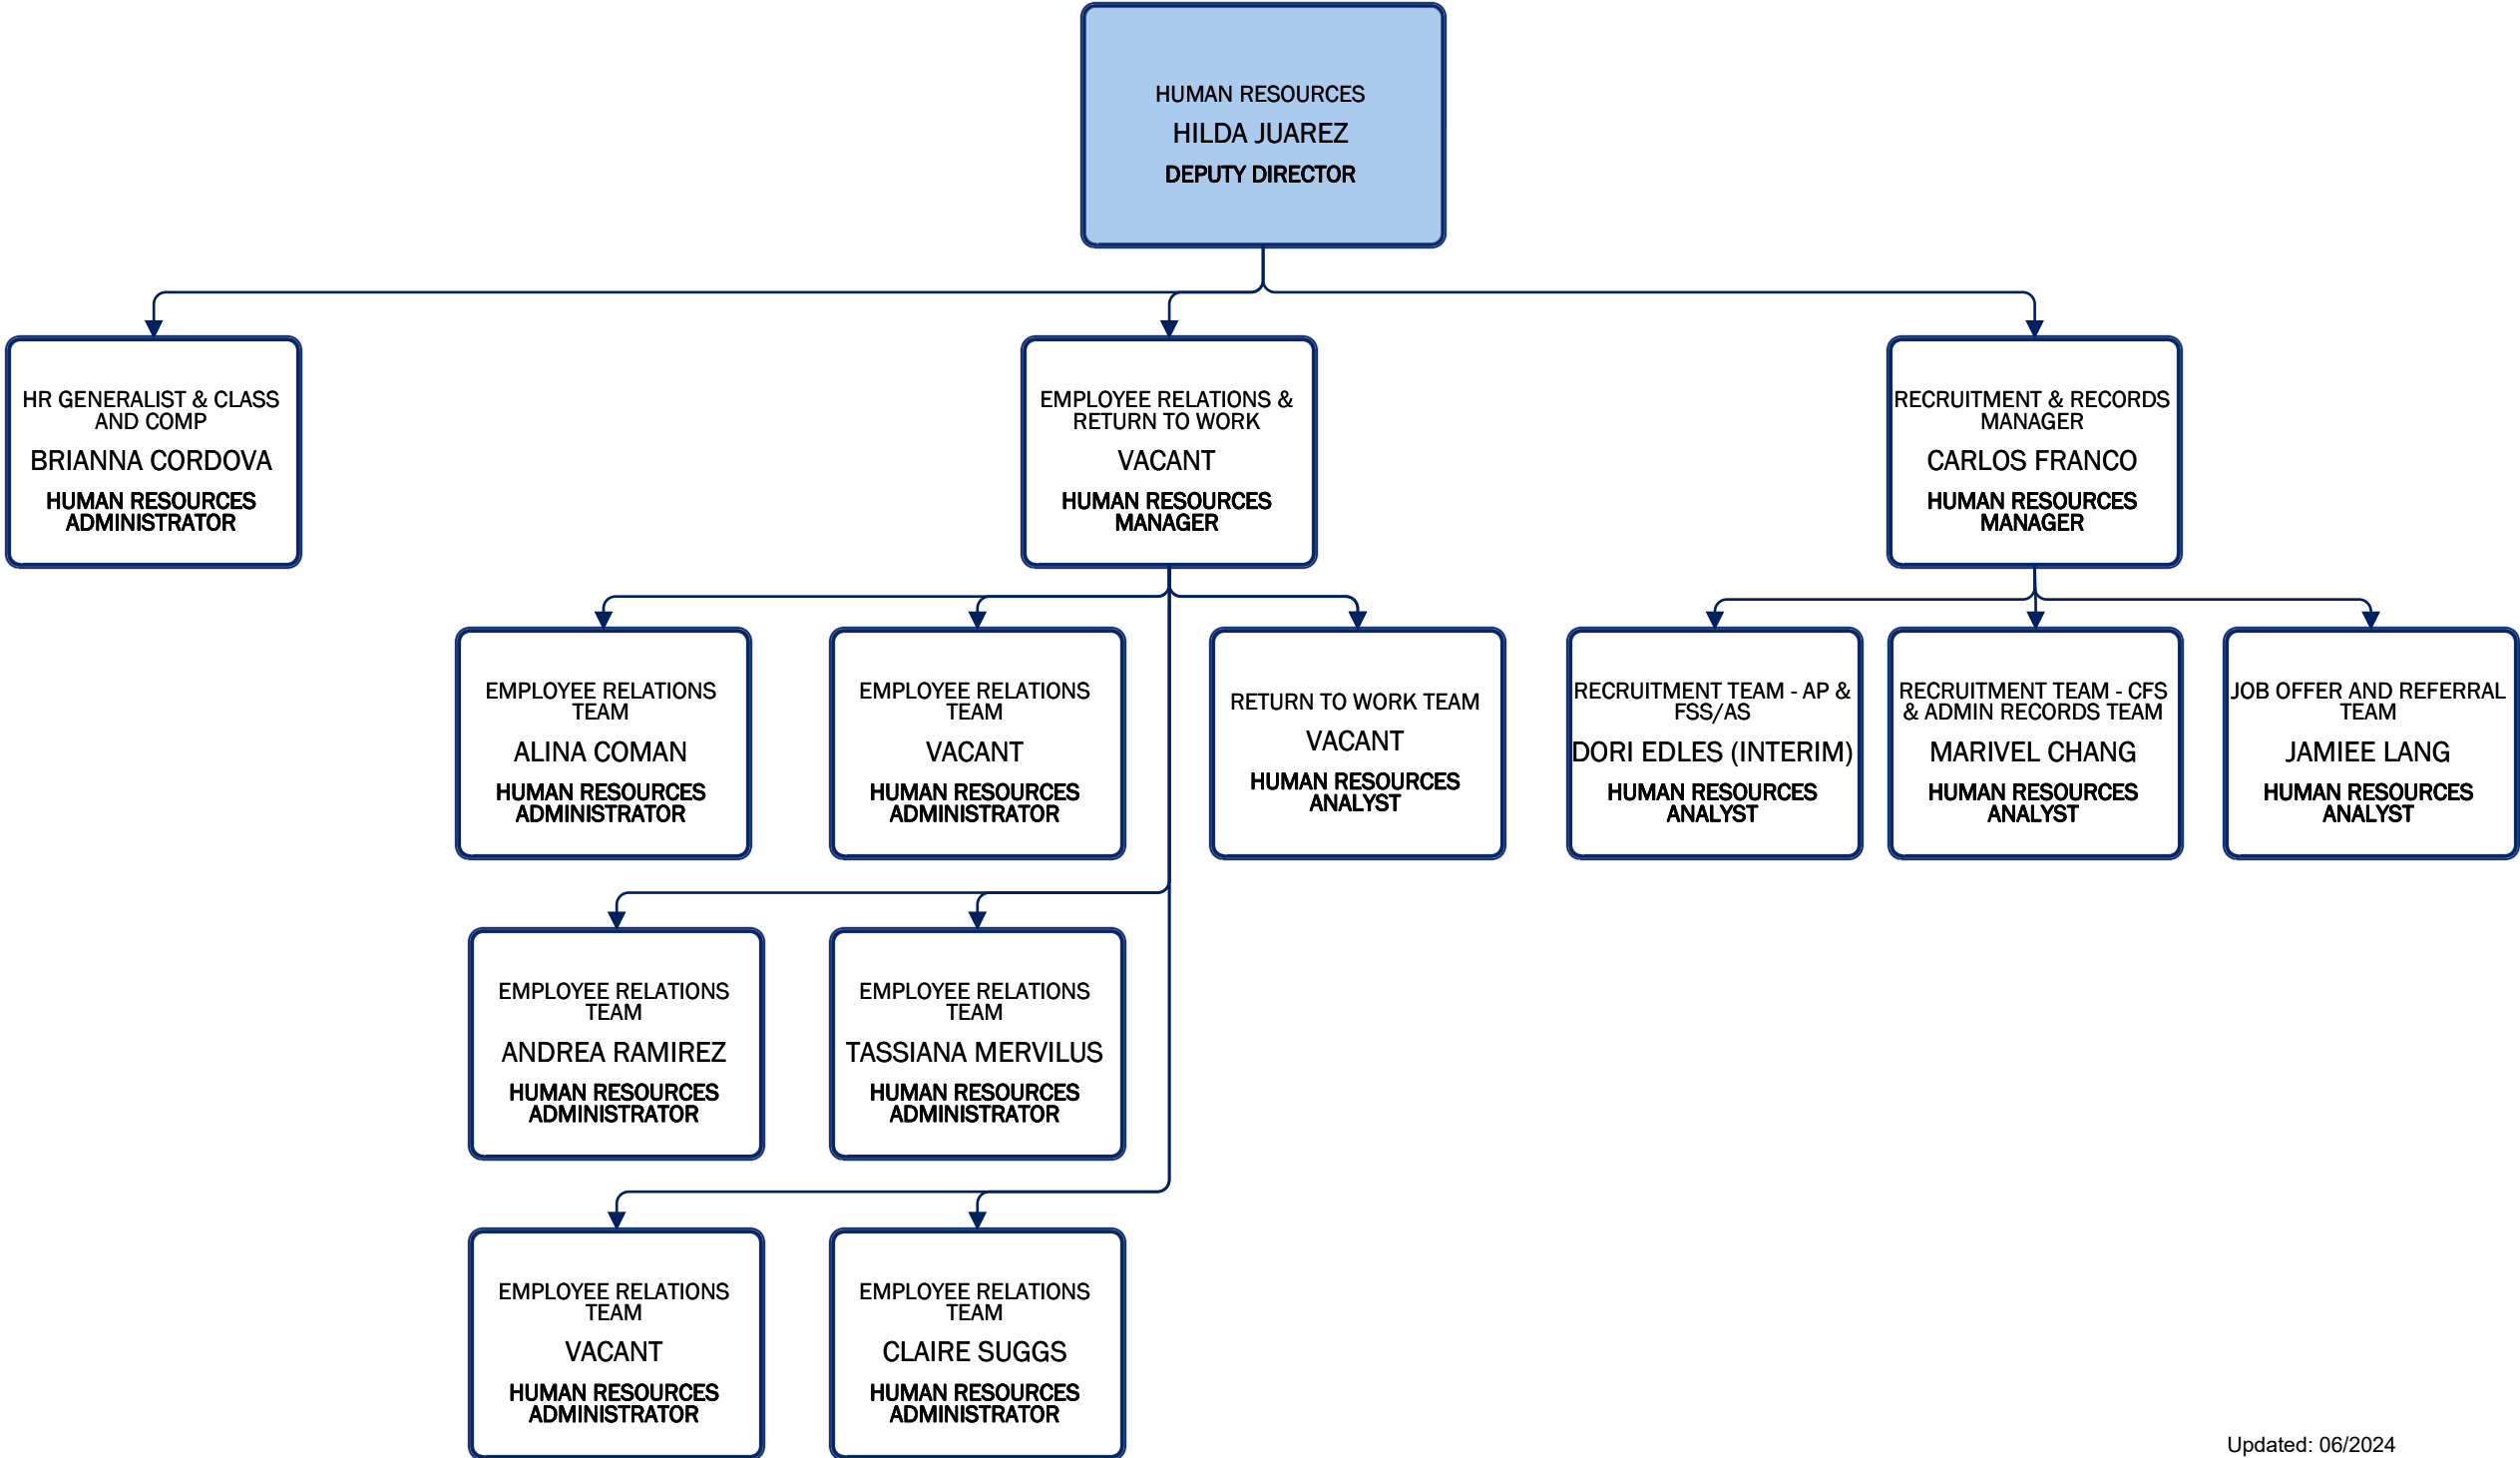 HUMAN RESOURCES
HILDA JUAREZ
DEPUTY DIRECTOR
HR GENERALIST & CLASS
AND COMP
BRIANNA CORDOVA
HUMAN RESOURCES
ADMINISTRATOR
EMPLOYEE RELATIONS &
RETURN TO WORK
VACANT
HUMAN RESOURCES
MANAGER
RECRUITMENT & RECORDS
MANAGER
CARLOS FRANCO
HUMAN RESOURCES
MANAGER
EMPLOYEE RELATIONS
TEAM
ALINA COMAN
HUMAN RESOURCES
ADMINISTRATOR
EMPLOYEE RELATIONS
TEAM
VACANT
HUMAN RESOURCES
ADMINISTRATOR
RETURN TO WORK TEAM
VACANT
HUMAN RESOURCES
ANALYST
RECRUITMENT TEAM - AP &
FSS/AS
DORI EDLES (INTERIM)
HUMAN RESOURCES
ANALYST
RECRUITMENT TEAM - CFS
& ADMIN RECORDS TEAM
MARIVEL CHANG
HUMAN RESOURCES
ANALYST
JOB OFFER AND REFERRAL
TEAM
JAMIEE LANG
HUMAN RESOURCES
ANALYST
EMPLOYEE RELATIONS
TEAM
ANDREA RAMIREZ
HUMAN RESOURCES
ADMINISTRATOR
EMPLOYEE RELATIONS
TEAM
TASSIANA MERVILUS
HUMAN RESOURCES
ADMINISTRATOR
EMPLOYEE RELATIONS
TEAM
VACANT
HUMAN RESOURCES
ADMINISTRATOR
EMPLOYEE RELATIONS
TEAM
CLAIRE SUGGS
HUMAN RESOURCES
ADMINISTRATOR
Updated: 06/2024